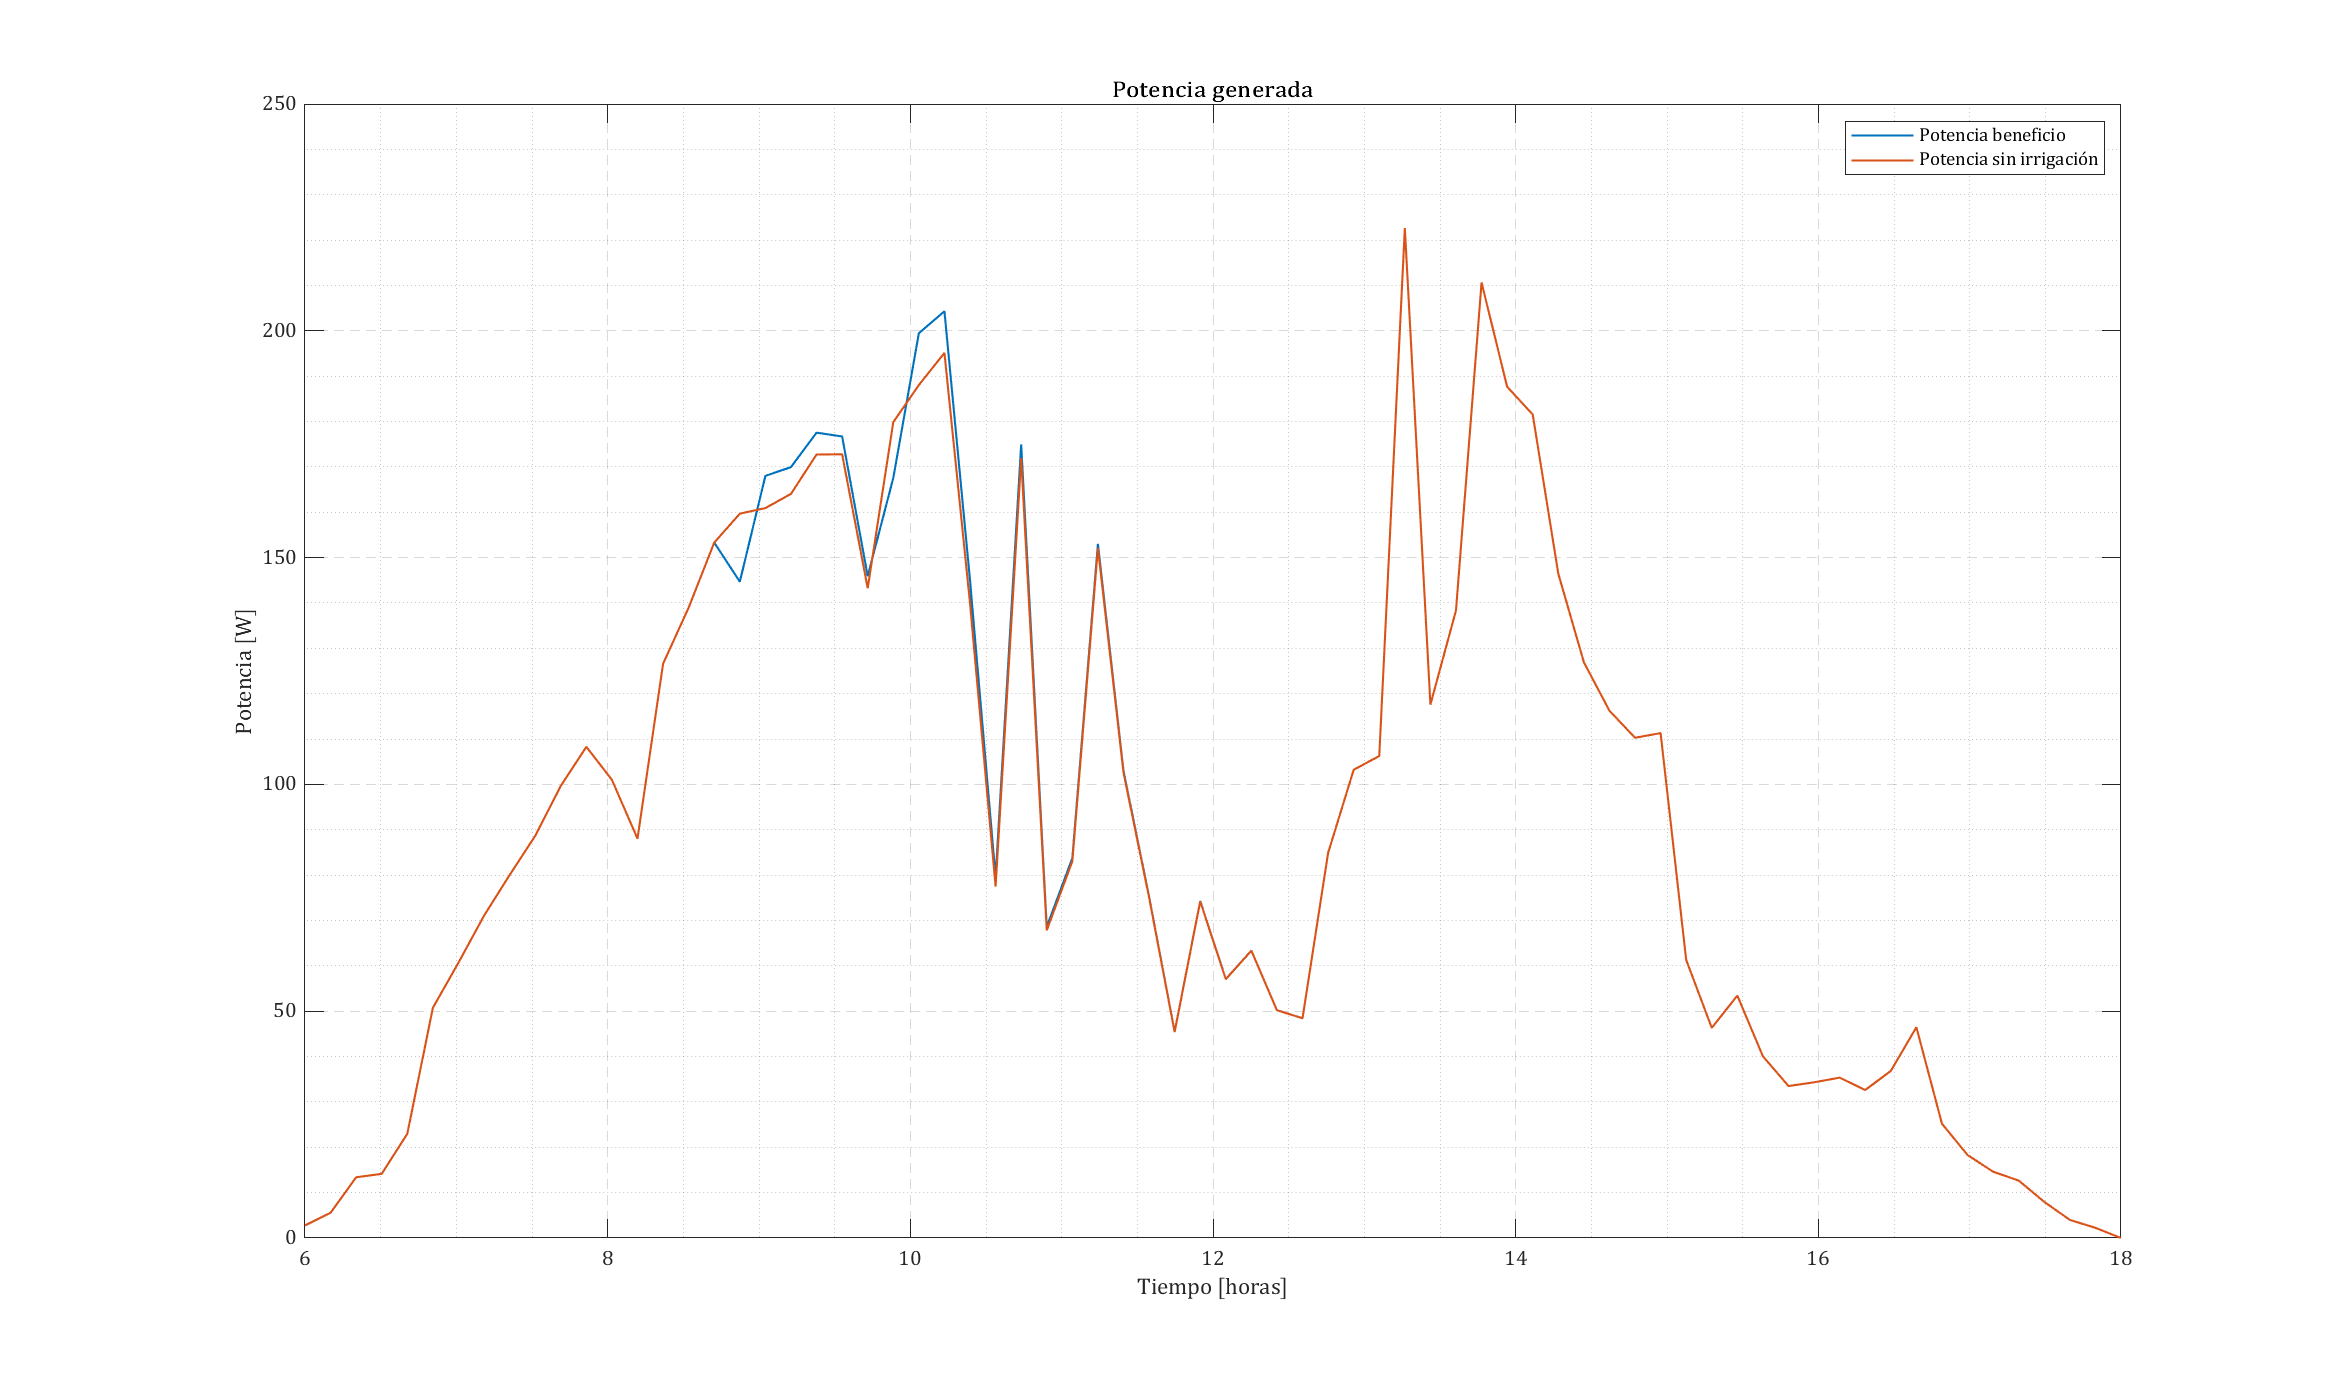 Potencia generada
250
200
150
100
50
0
Potencia [W]
6
8
10
12
14
16
18
Tiempo [horas]
Potencia beneficio
Potencia sin irrigación